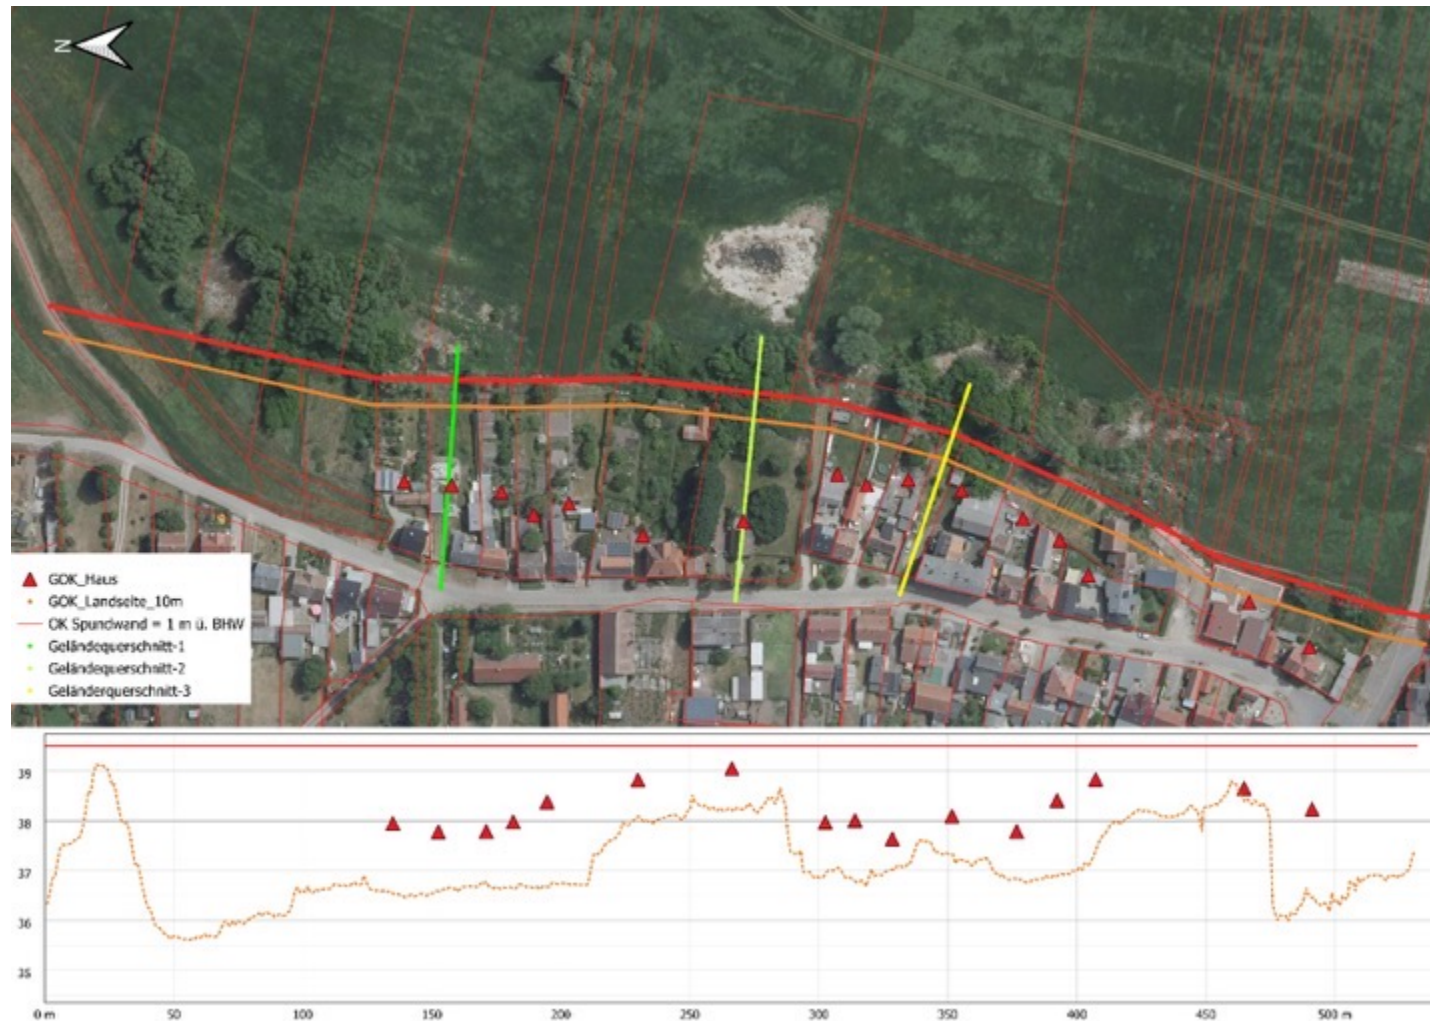 N
GOK_Haus
GOK_Landseite_10m
OK Spundwand = 1 m ü. BHW
Geländequerschnitt-1
Geländequerschnitt-2
Geländerquerschnitt-3
39
38
37
36
35
0 m 50 100 150 200 250 300 350 400 450 500 m